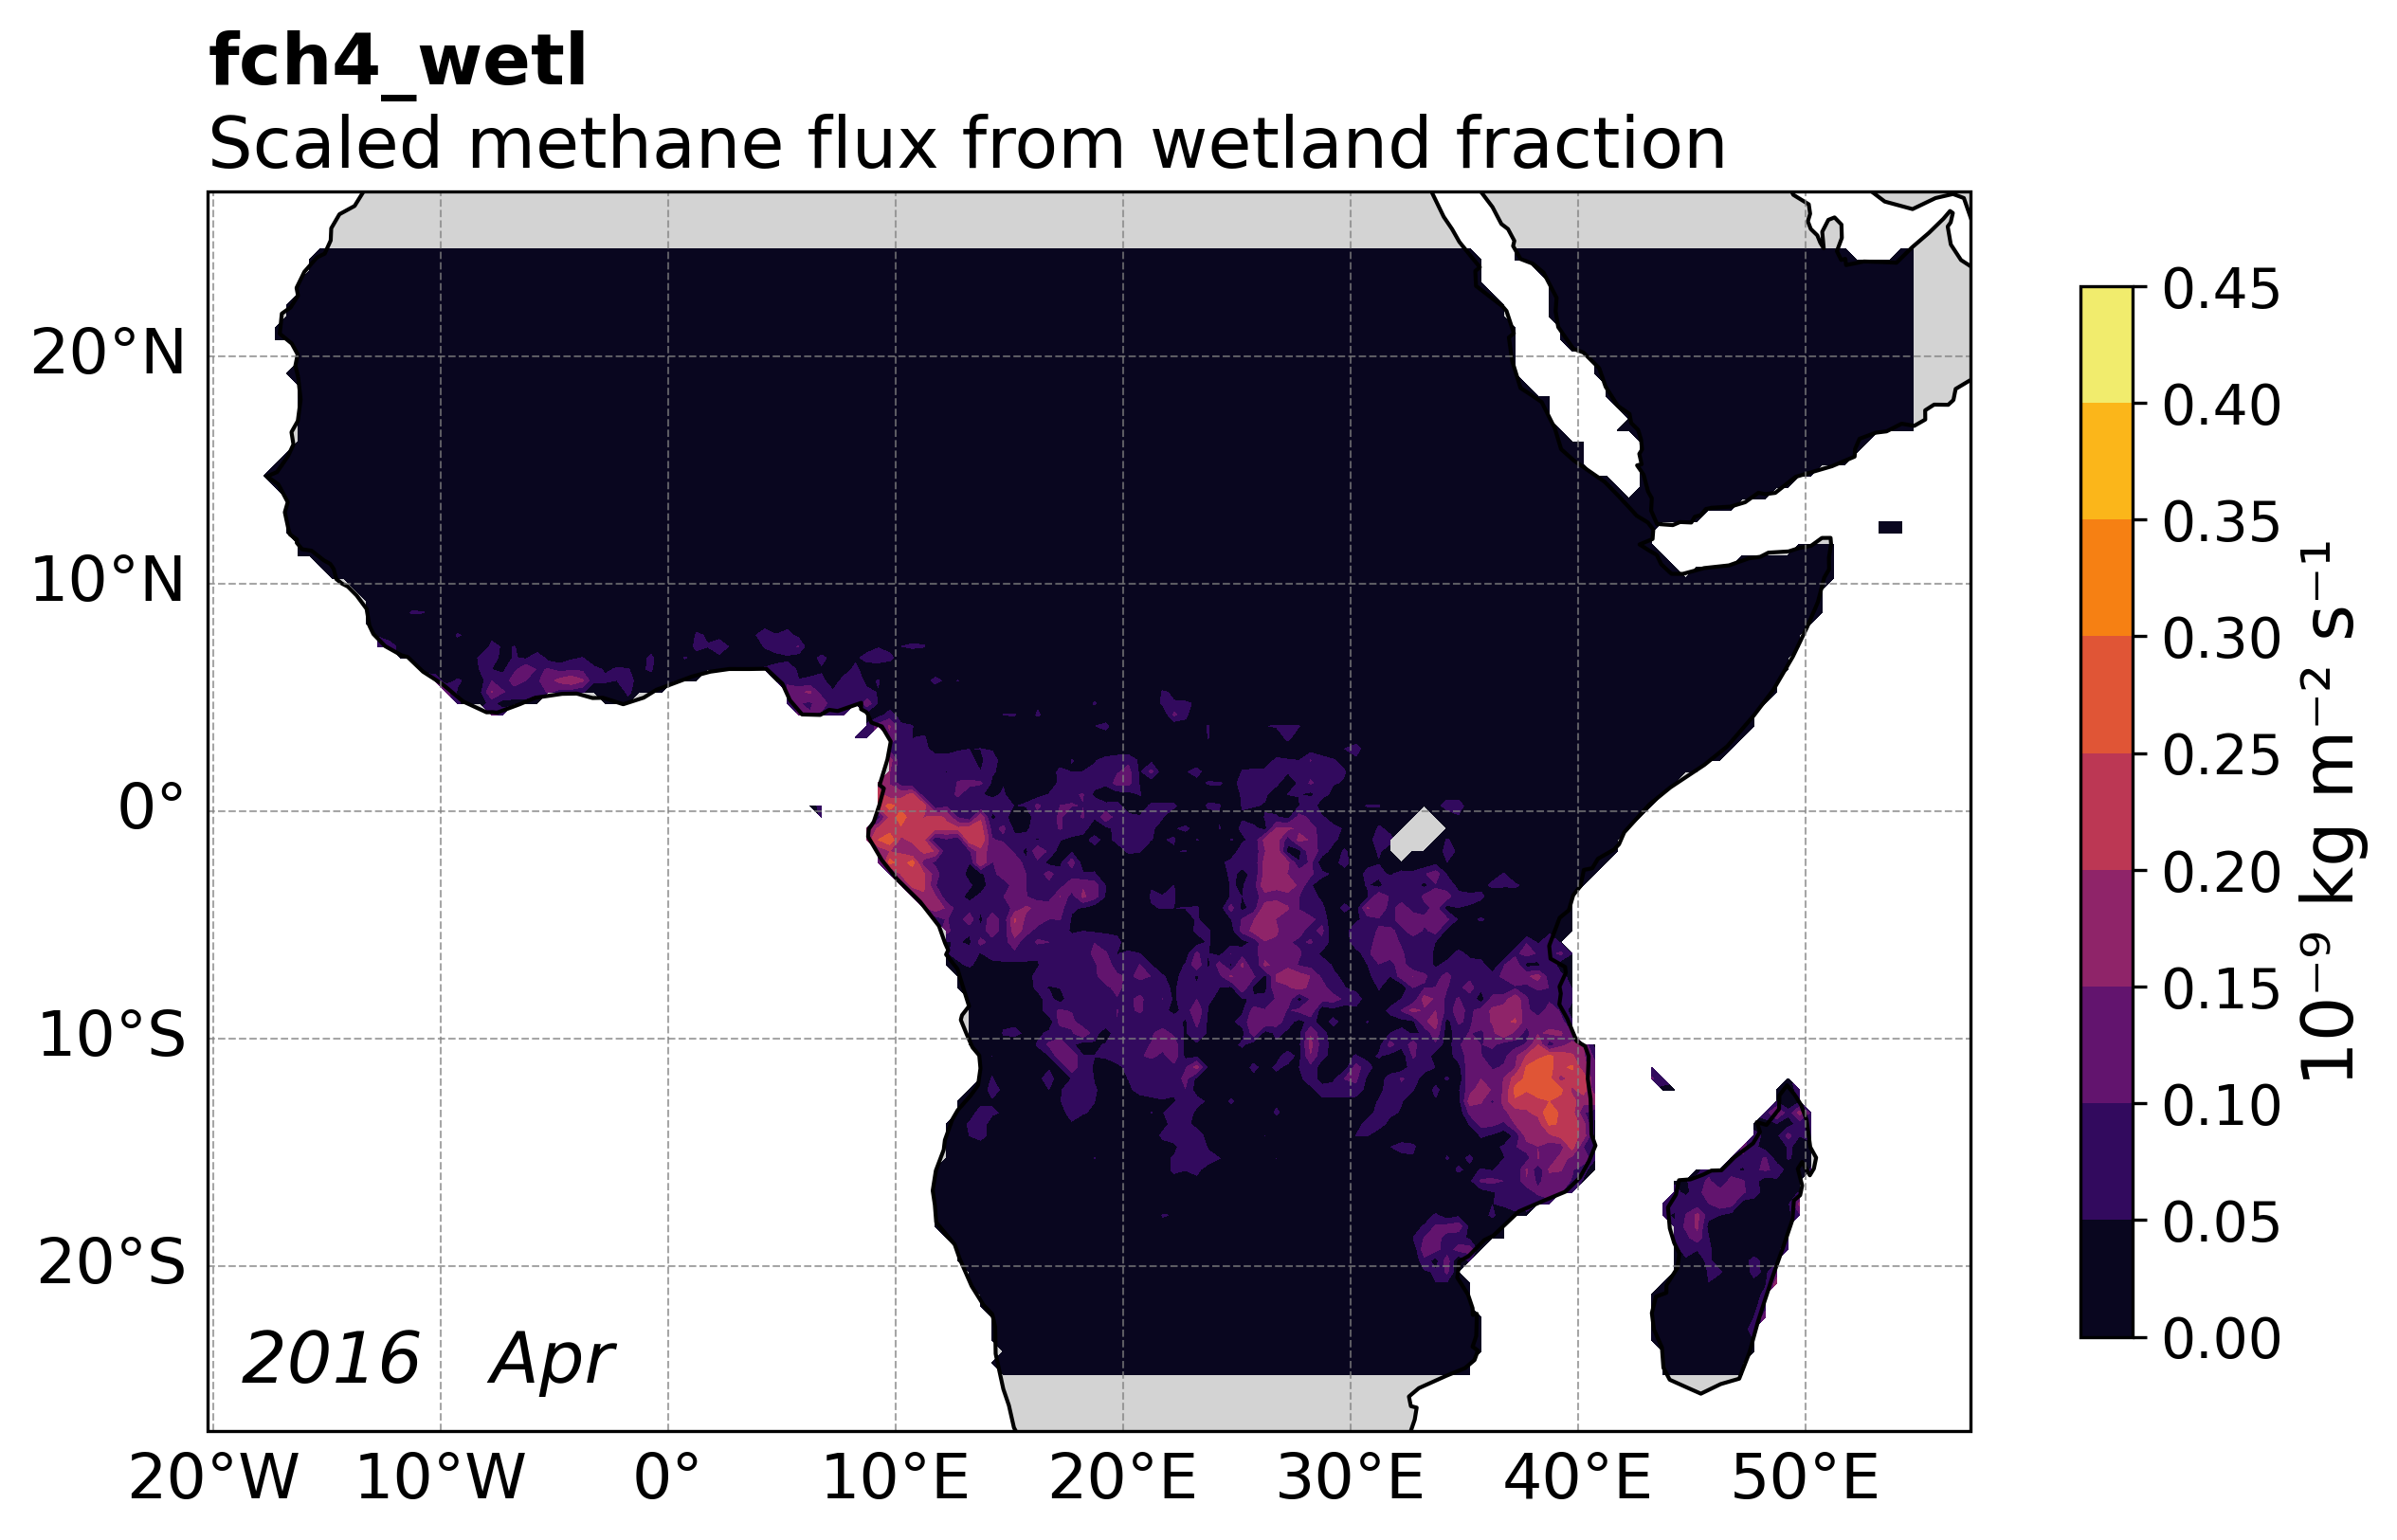 fch4_wetl
Scaled methane flux from wetland fraction
20°N
10°N
0°
10°S
20°S
2016 Apr
20°W 10°W 0° 10°E 20°E 30°E 40°E 50°E
0.45
0.40
0.35
0.30
0.25
0.20
0.15
0.10
0.05
0.00
10⁻⁹ kg m⁻² s⁻¹